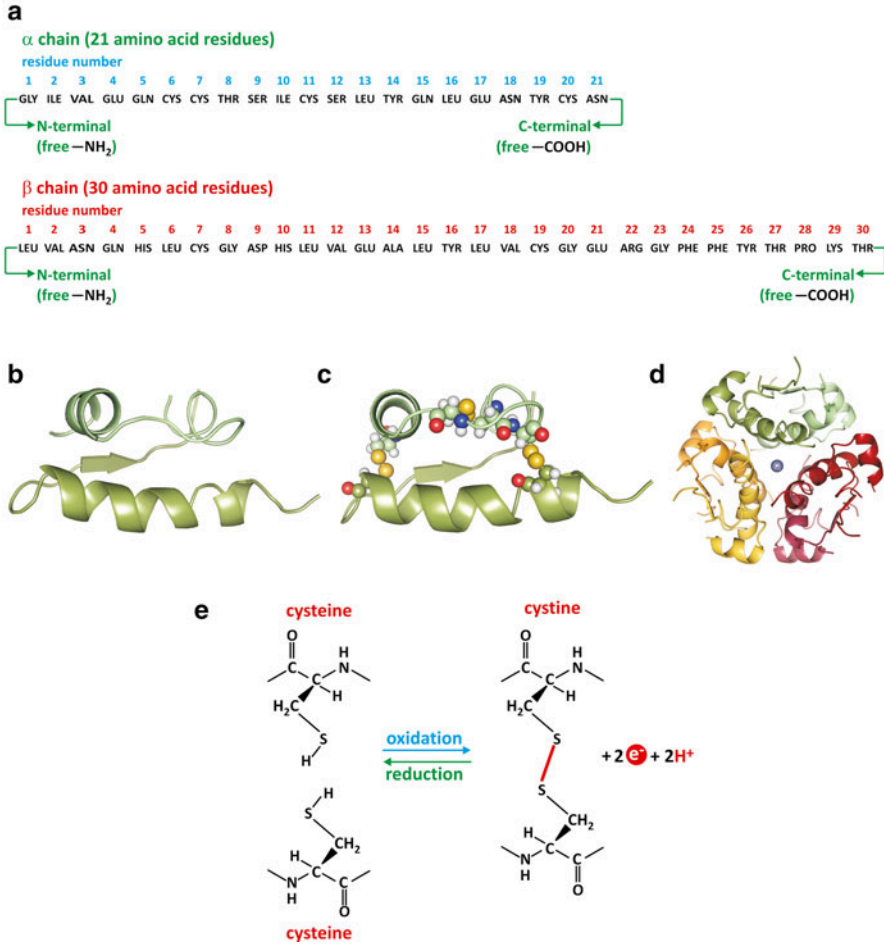 a
α chain (21 amino acid residues)
residue number
1 2 3 4 5 6 7 8 9 10 11 12 13 14 15 16 17 18 19 20 21
GLY ILE VAL GLU GLN CYS CYS THR SER ILE CYS SER LEU TYR GLN LEU GLU ASN TYR CYS ASN
N-terminal C-terminal
(free —NH₂) (free —COOH)
β chain (30 amino acid residues)
residue number
1 2 3 4 5 6 7 8 9 10 11 12 13 14 15 16 17 18 19 20 21 22 23 24 25 26 27 28 29 30
LEU VAL ASN GLN HIS LEU CYS GLY ASP HIS LEU VAL GLU ALA LEU TYR LEU VAL CYS GLY GLU ARG GLY PHE PHE TYR THR PRO LYS THR
N-terminal C-terminal
(free —NH₂) (free —COOH)
b c d
e
cysteine
O
H
C N
C
H
H₂C
S
H
H
S
CH₂
H
C
N C
H
O
cysteine
oxidation
reduction
cystine
O
H
C N
C
H
H₂C
S
S
CH₂
H
C
N C
H
O
+ 2 e⁻ + 2H⁺